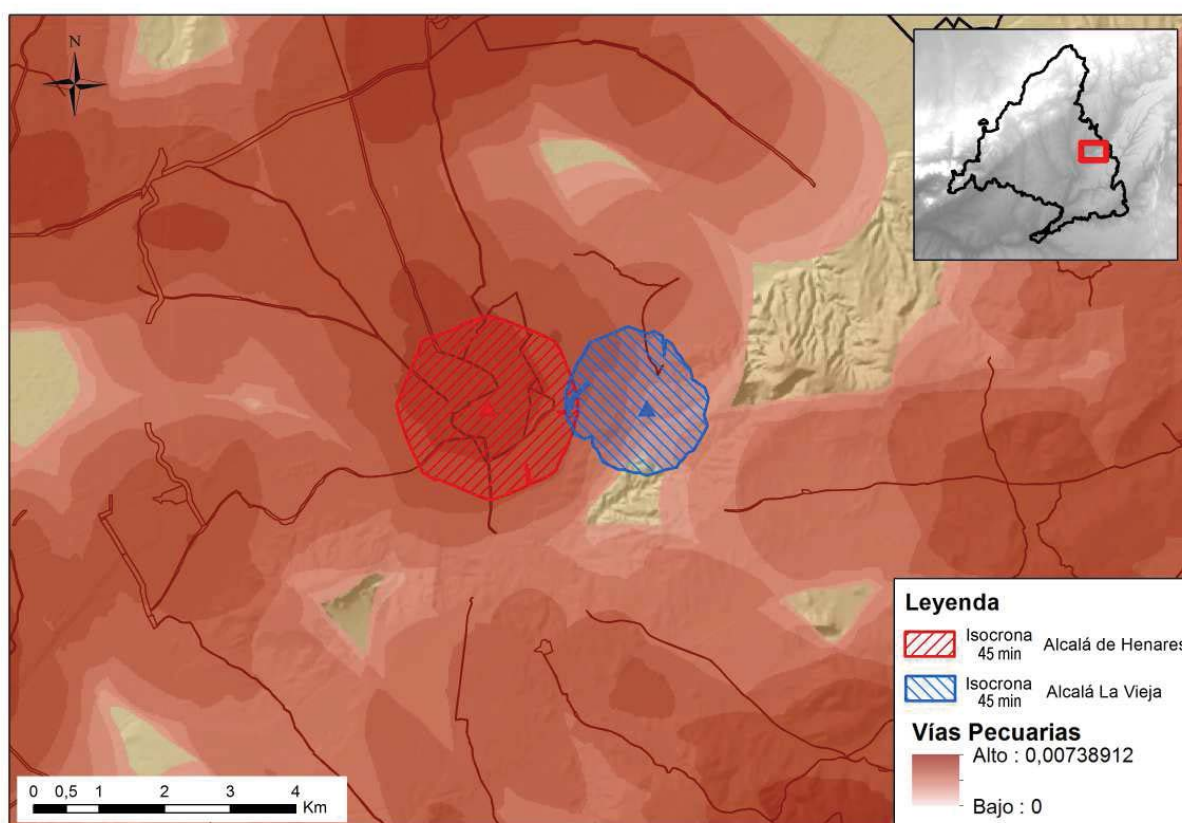 N
Leyenda
Isocrona
45 min
Alcalá de Henares
Isocrona
45 min
Alcalá La Vieja
Vías Pecuarias
Alto : 0,00738912
Bajo : 0
0 0,5 1 2 3 4
Km